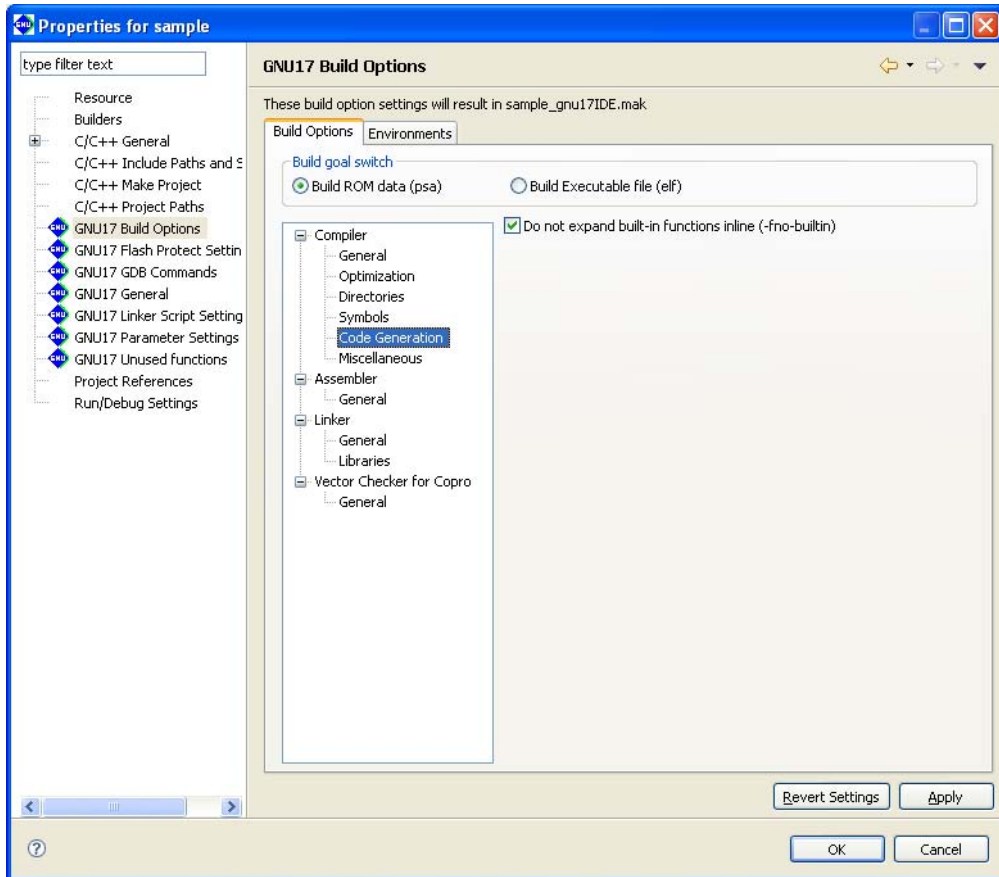 Properties for sample
type filter text
Resource
Builders
C/C++ General
C/C++ Include Paths and S
C/C++ Make Project
C/C++ Project Paths
GNU17 Build Options
GNU17 Flash Protect Settin
GNU17 GDB Commands
GNU17 General
GNU17 Linker Script Setting
GNU17 Parameter Settings
GNU17 Unused functions
Project References
Run/Debug Settings
GNU17 Build Options
These build option settings will result in sample_gnu17IDE.mak
Build Options Environments
Build goal switch
Build ROM data (psa) Build Executable file (elf)
Compiler
General
Optimization
Directories
Symbols
Code Generation
Miscellaneous
Assembler
General
Linker
General
Libraries
Vector Checker for Copro
General
Do not expand built-in functions inline (-fno-builtin)
Revert Settings Apply
OK Cancel